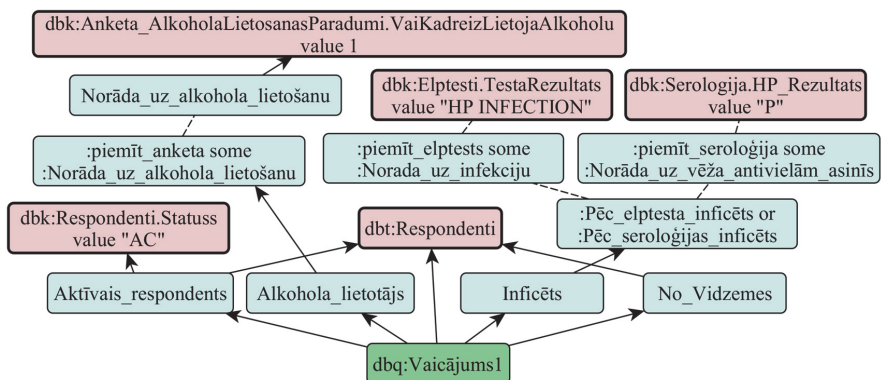 dbk:Anketa_AlkoholaLietosanasParadumi.VaiKadreizLietojaAlkoholu
value 1
Norāda_uz_alkohola_lietošanu
dbk:Elptesti.TestaRezultats
value "HP INFECTION"
dbk:Serologija.HP_Rezultats
value "P"
:piemīt_anketa some
:Norāda_uz_alkohola_lietošanu
:piemīt_elptests some
:Norada_uz_infekciju
:piemīt_seroloģija some
:Norāda_uz_vēža_antivielām_asinīs
dbk:Respondenti.Statuss
value "AC"
dbt:Respondenti
:Pēc_elptesta_inficēts or
:Pēc_seroloģijas_inficēts
Aktīvais_respondents
Alkohola_lietotājs
Inficēts
No_Vidzemes
dbq:Vaicājums1